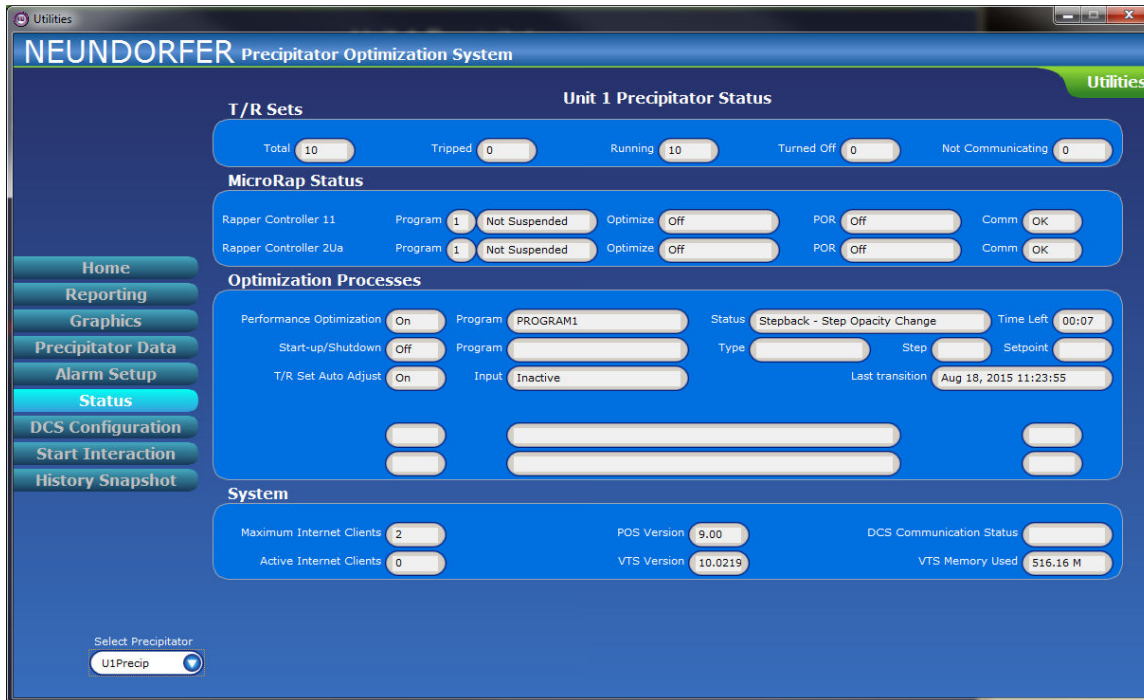 Utilities
NEUNDORFER Precipitator Optimization System
Utilities
Unit 1 Precipitator Status
T/R Sets
Total 10 Tripped 0 Running 10 Turned Off 0 Not Communicating 0
MicroRap Status
Rapper Controller 11 Program 1 Not Suspended Optimize Off POR Off Comm OK
Rapper Controller 2Ua Program 1 Not Suspended Optimize Off POR Off Comm OK
Optimization Processes
Performance Optimization On Program PROGRAM1 Status Stepback - Step Opacity Change Time Left 00:07
Start-up/Shutdown Off Program Type Step Setpoint
T/R Set Auto Adjust On Input Inactive Last transition Aug 18, 2015 11:23:55
System
Maximum Internet Clients 2 POS Version 9.00 DCS Communication Status
Active Internet Clients 0 VTS Version 10.0219 VTS Memory Used 516.16 M
Home
Reporting
Graphics
Precipitator Data
Alarm Setup
Status
DCS Configuration
Start Interaction
History Snapshot
Select Precipitator
U1Precip